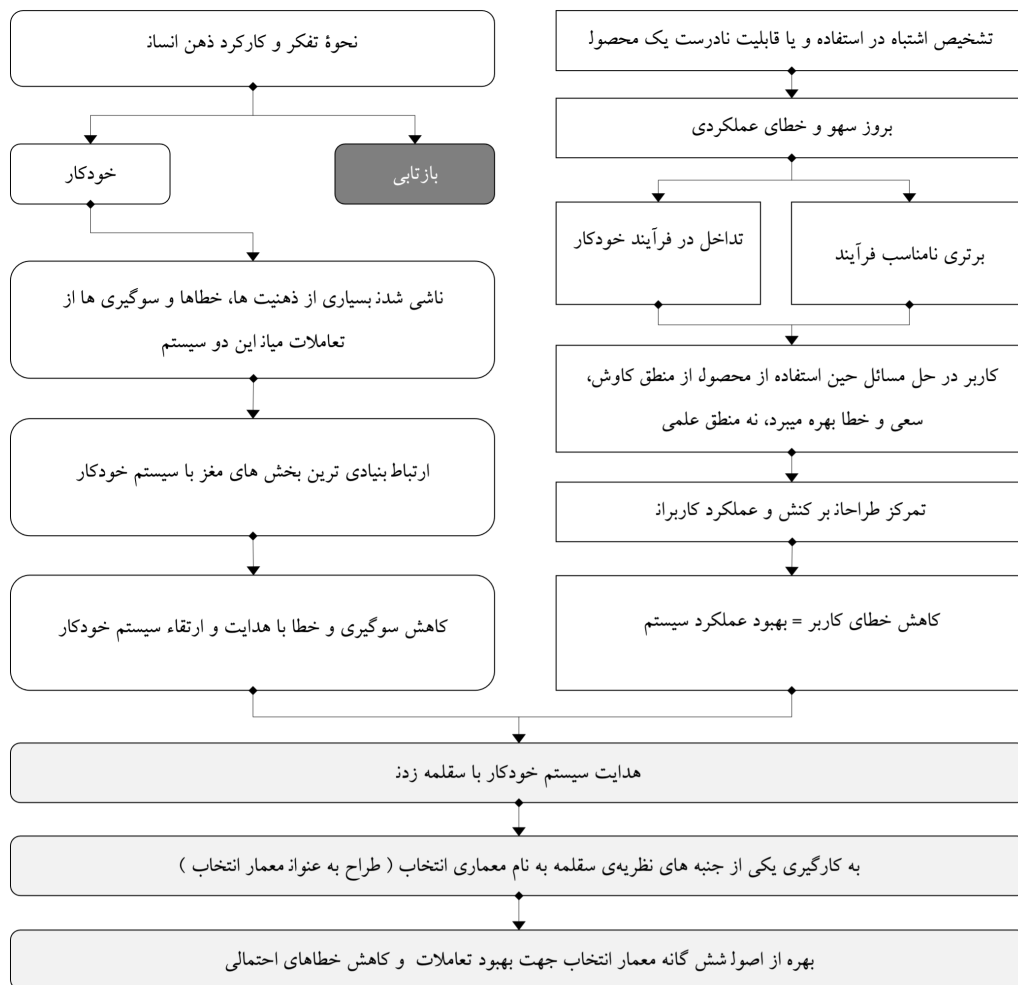 تشخیص اشتباه در استفاده و یا قابلیت نادرست یک محصول
بروز سهو و خطای عملکردی
برتری نامناسب فرآیند
تداخل در فرآیند خودکار
کاربر در حل مسائل حین استفاده از محصول از منطق کاوش،
سعی و خطا بهره میبرد، نه منطق علمی
تمرکز طراحان بر کنش و عملکرد کاربران
کاهش خطای کاربر = بهبود عملکرد سیستم
نحوۀ تفکر و کارکرد ذهن انسان
بازتابی
خودکار
ناشی شدن بسیاری از ذهنیت ها، خطاها و سوگیری ها از
تعاملات میان این دو سیستم
ارتباط بنیادی ترین بخش های مغز با سیستم خودکار
کاهش سوگیری و خطا با هدایت و ارتقاء سیستم خودکار
هدایت سیستم خودکار با سقلمه زدن
به کارگیری یکی از جنبه های نظریه‌ی سقلمه به نام معماری انتخاب ( طراح به عنوان معمار انتخاب )
بهره از اصول شش گانه معمار انتخاب جهت بهبود تعاملات و کاهش خطاهای احتمالی